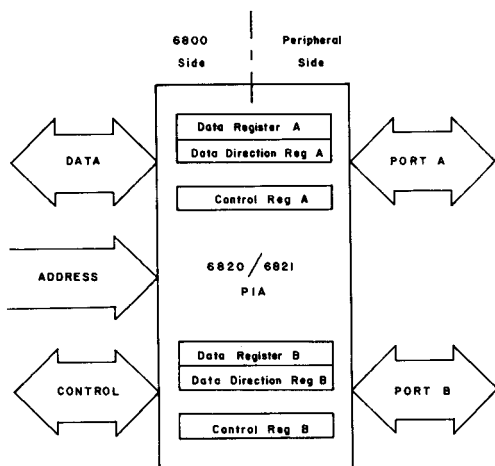 6800 Peripheral
Side Side
Data Register A
Data Direction Reg A
DATA
PORT A
Control Reg A
ADDRESS
6820/6821
PIA
Data Register B
Data Direction Reg B
CONTROL
PORT B
Control Reg B